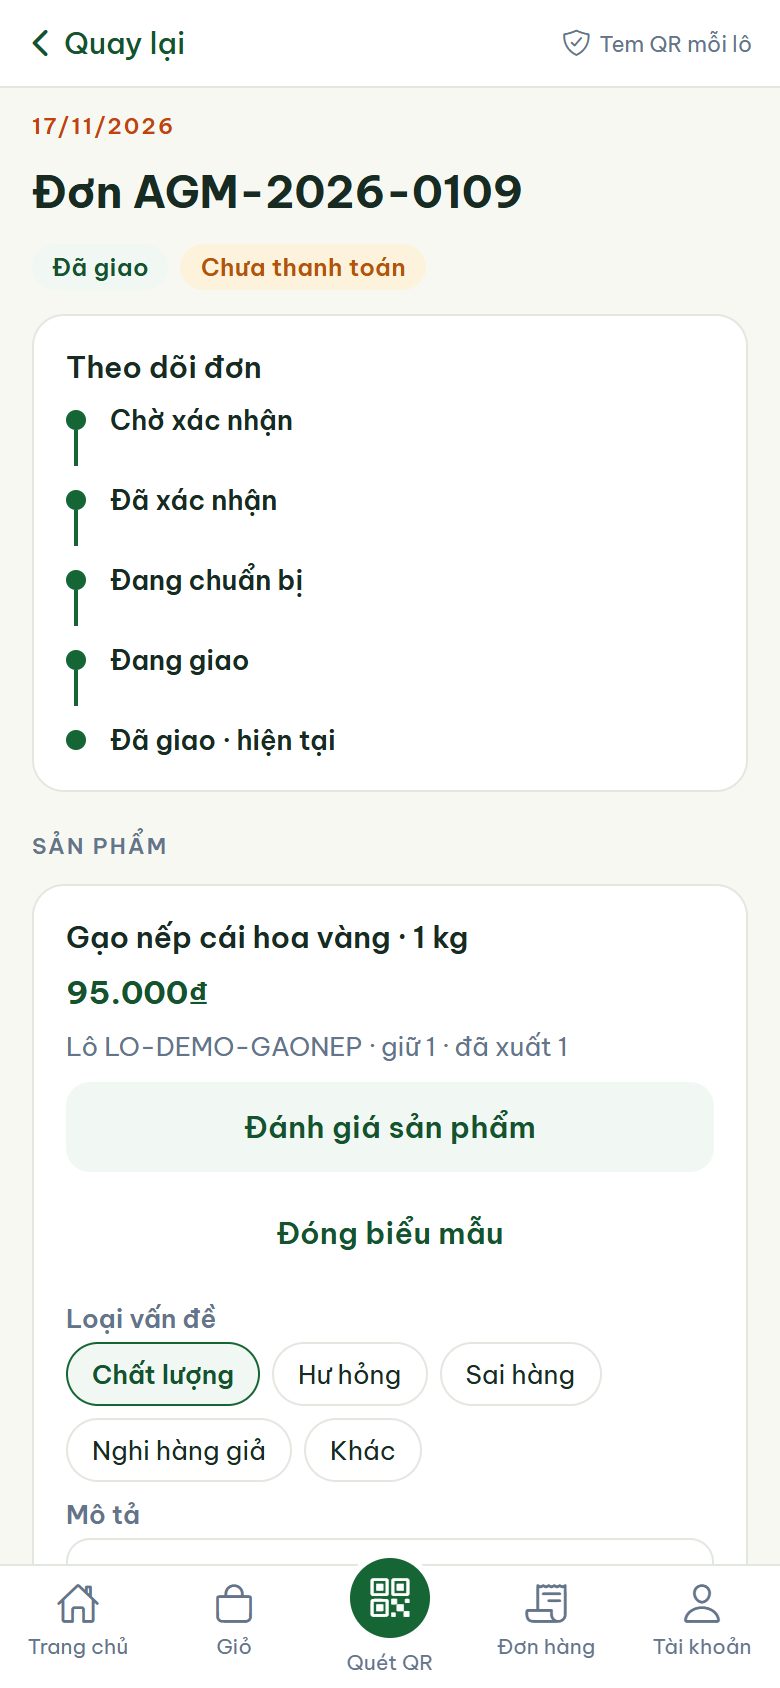 Quay lại
Tem QR mỗi lô
17/11/2026
Đơn AGM-2026-0109
Đã giao
Chưa thanh toán
Theo dõi đơn
Chờ xác nhận
Đã xác nhận
Đang chuẩn bị
Đang giao
Đã giao · hiện tại
SẢN PHẨM
Gạo nếp cái hoa vàng · 1 kg
95.000₫
Lô LO-DEMO-GAONEP · giữ 1 · đã xuất 1
Đánh giá sản phẩm
Đóng biểu mẫu
Loại vấn đề
Chất lượng
Hư hỏng
Sai hàng
Nghi hàng giả
Khác
Mô tả
Trang chủ
Giỏ
Quét QR
Đơn hàng
Tài khoản